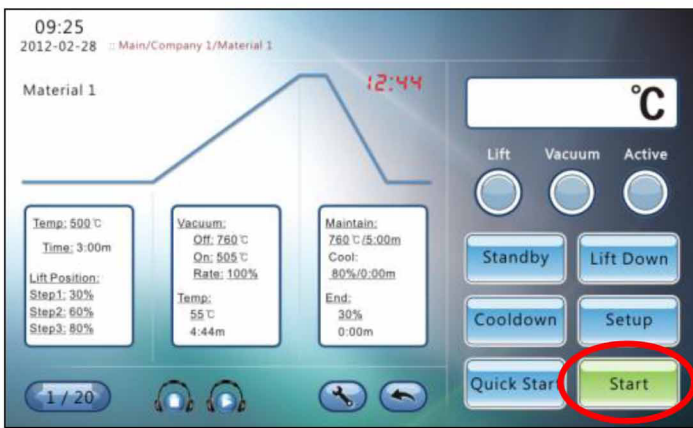 09:25
2012-02-28 :: Main/Company 1/Material 1
Material 1
12:44
℃
Lift Vacuum Active
Temp: 500℃
Time: 3:00m
Lift Position:
Step1: 30%
Step2: 60%
Step3: 80%
Vacuum:
Off: 760℃
On: 505℃
Rate: 100%
Temp:
55℃
4:44m
Maintain:
760℃/5:00m
Cool:
80%/0:00m
End:
30%
0:00m
Standby Lift Down
Cooldown Setup
Quick Start Start
1 / 20